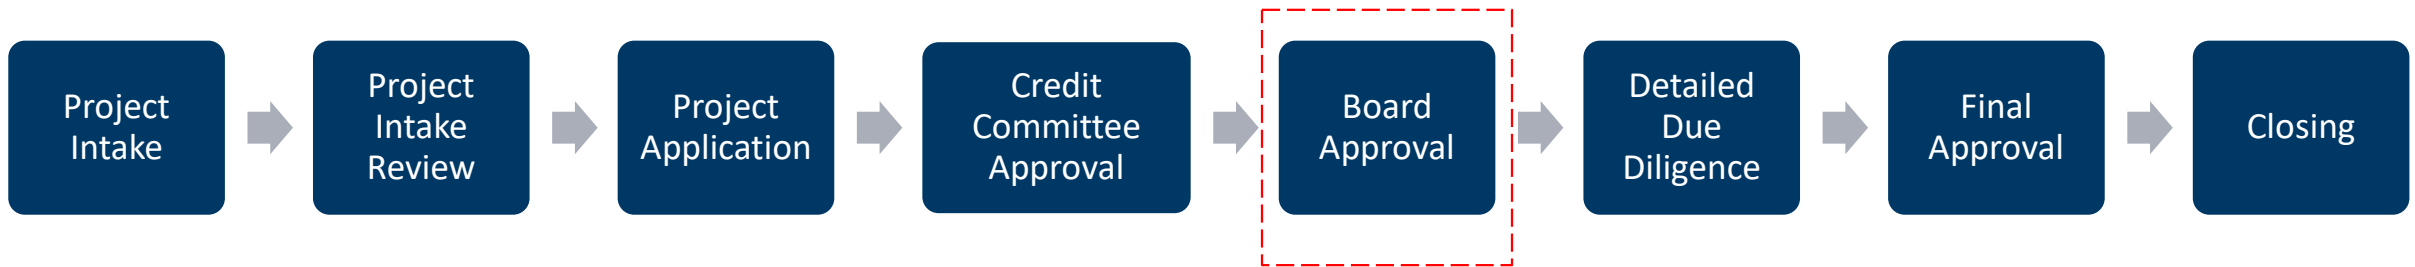 Project
Intake
Project
Intake
Review
Project
Application
Credit
Committee
Approval
Board
Approval
Detailed
Due
Diligence
Final
Approval
Closing